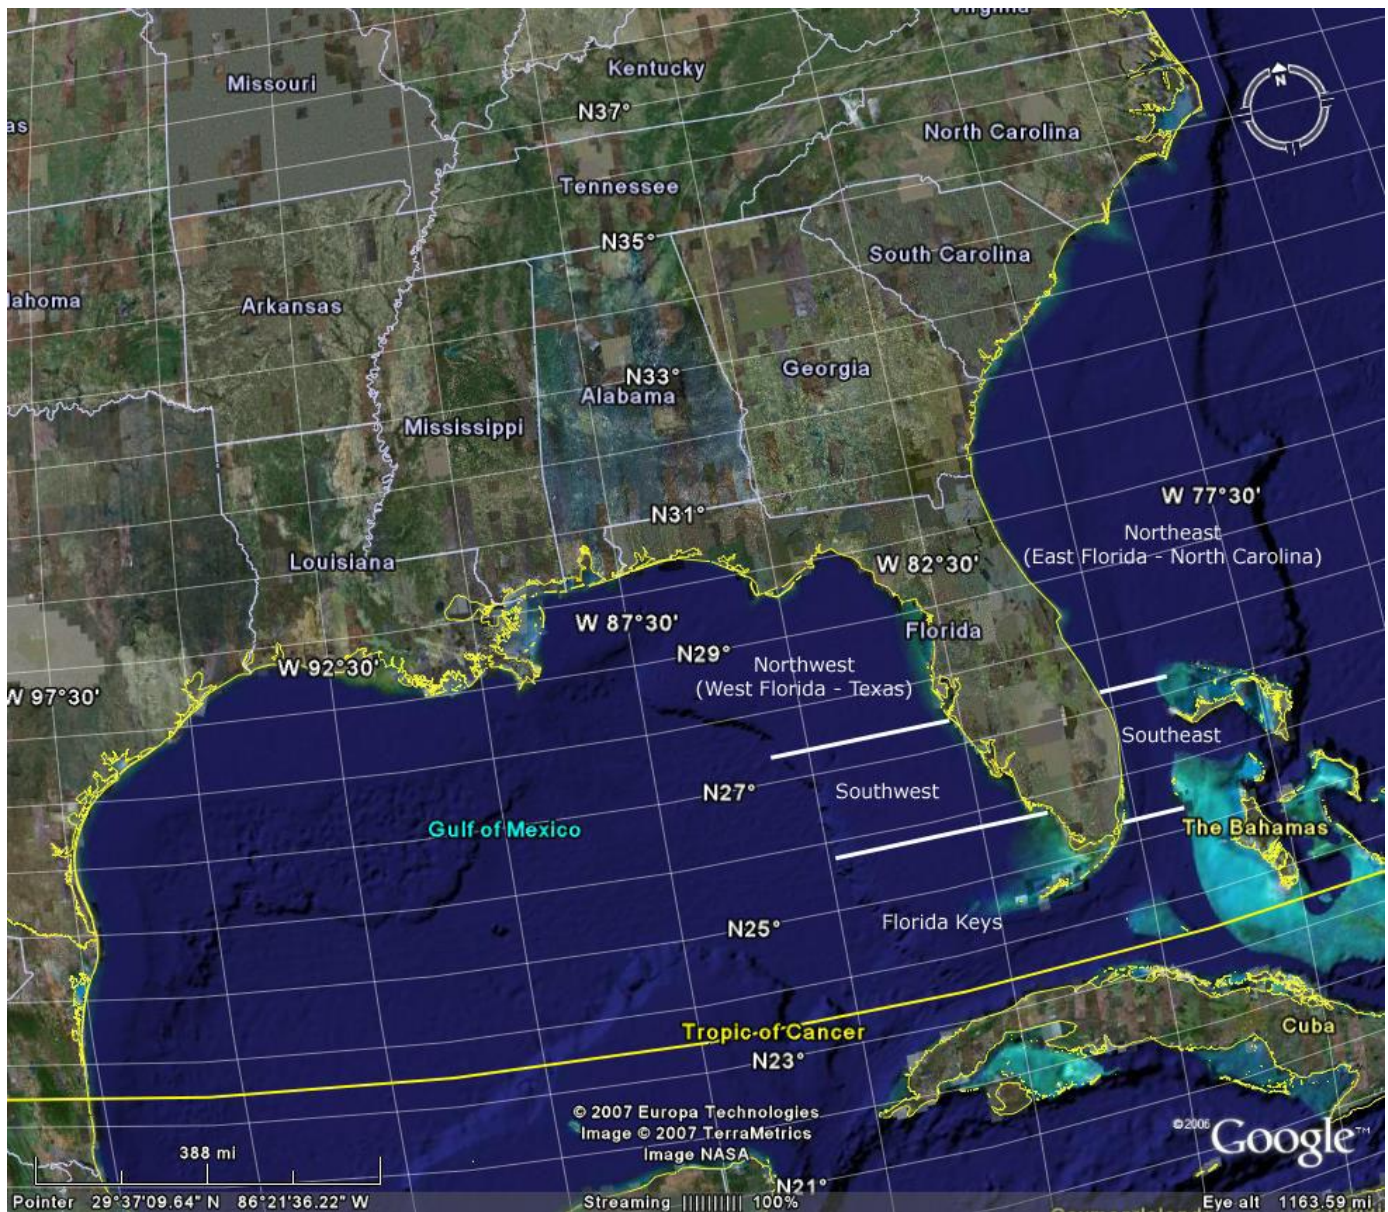 Virginia
Missouri
Kentucky
N37°
as
North Carolina
Tennessee
N35°
South Carolina
lahoma
Arkansas
Georgia
N33°
Alabama
Mississippi
W 77°30'
N31°
Northeast
(East Florida - North Carolina)
Louisiana
W 82°30'
W 87°30'
Florida
N29°
Northwest
(West Florida - Texas)
W 92°30'
W 97°30'
Southeast
N27°
Southwest
Gulf of Mexico
The Bahamas
Florida Keys
N25°
Tropic of Cancer
Cuba
N23°
© 2007 Europa Technologies
Image © 2007 TerraMetrics
Image NASA
©2006 Google™
388 mi
N21°
Pointer 29°37'09.64" N 86°21'36.22" W
Streaming |||||||||| 100%
Eye alt 1163.59 mi
N